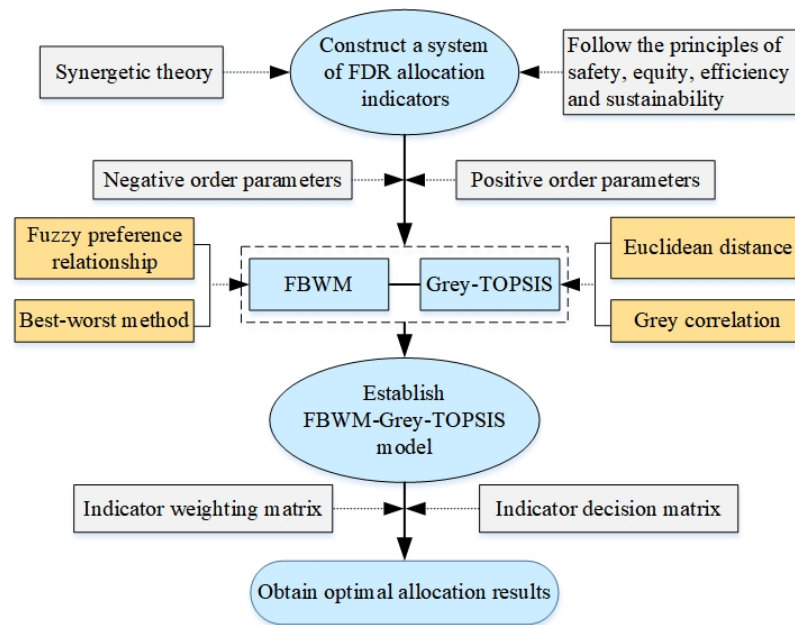 Synergetic theory
Construct a system
of FDR allocation
indicators
Follow the principles of
safety, equity, efficiency
and sustainability
Negative order parameters
Positive order parameters
Fuzzy preference
relationship
Best-worst method
FBWM
Grey-TOPSIS
Euclidean distance
Grey correlation
Establish
FBWM-Grey-TOPSIS
model
Indicator weighting matrix
Indicator decision matrix
Obtain optimal allocation results